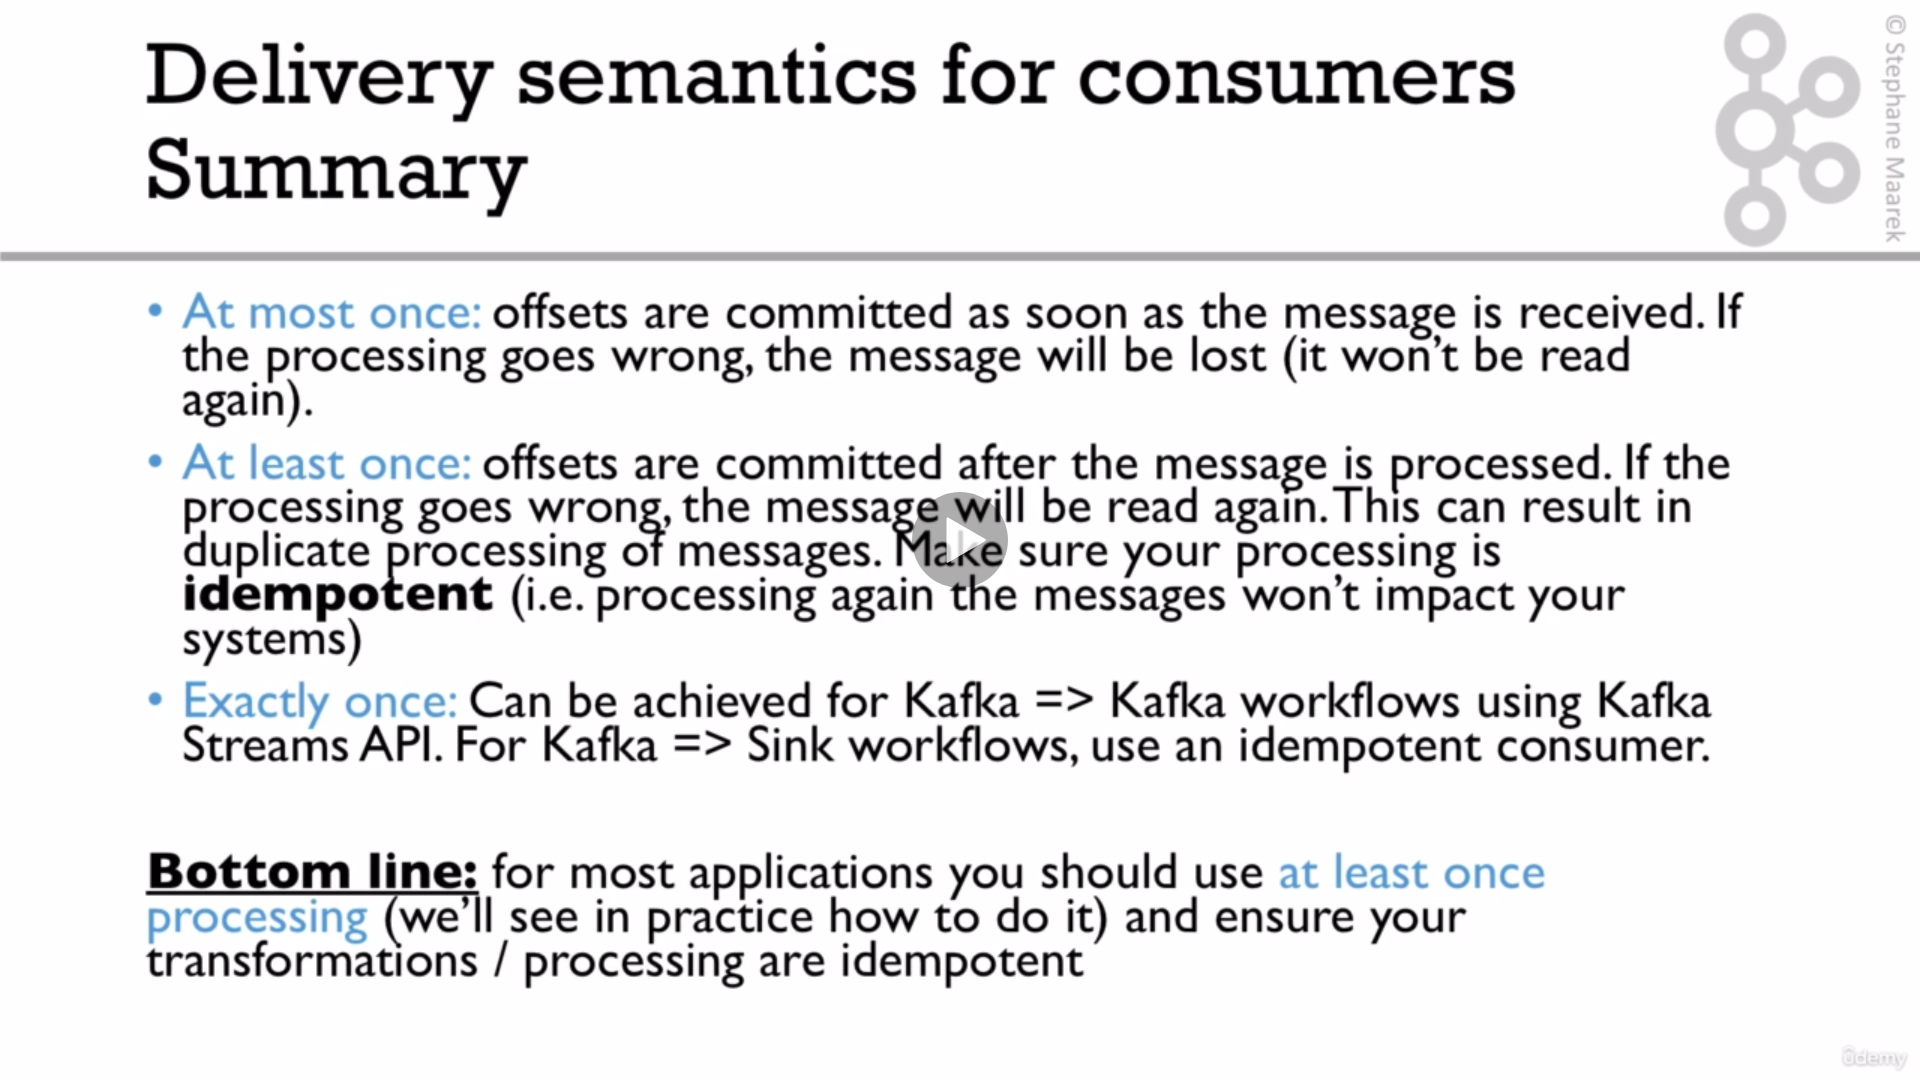 Delivery semantics for consumers
Summary
© Stephane Maarek
• At most once: offsets are committed as soon as the message is received. If
the processing goes wrong, the message will be lost (it won’t be read
again).
• At least once: offsets are committed after the message is processed. If the
processing goes wrong, the message will be read again. This can result in
duplicate processing of messages. Make sure your processing is
idempotent (i.e. processing again the messages won’t impact your
systems)
• Exactly once: Can be achieved for Kafka => Kafka workflows using Kafka
Streams API. For Kafka => Sink workflows, use an idempotent consumer.
Bottom line: for most applications you should use at least once
processing (we’ll see in practice how to do it) and ensure your
transformations / processing are idempotent
ûdemy